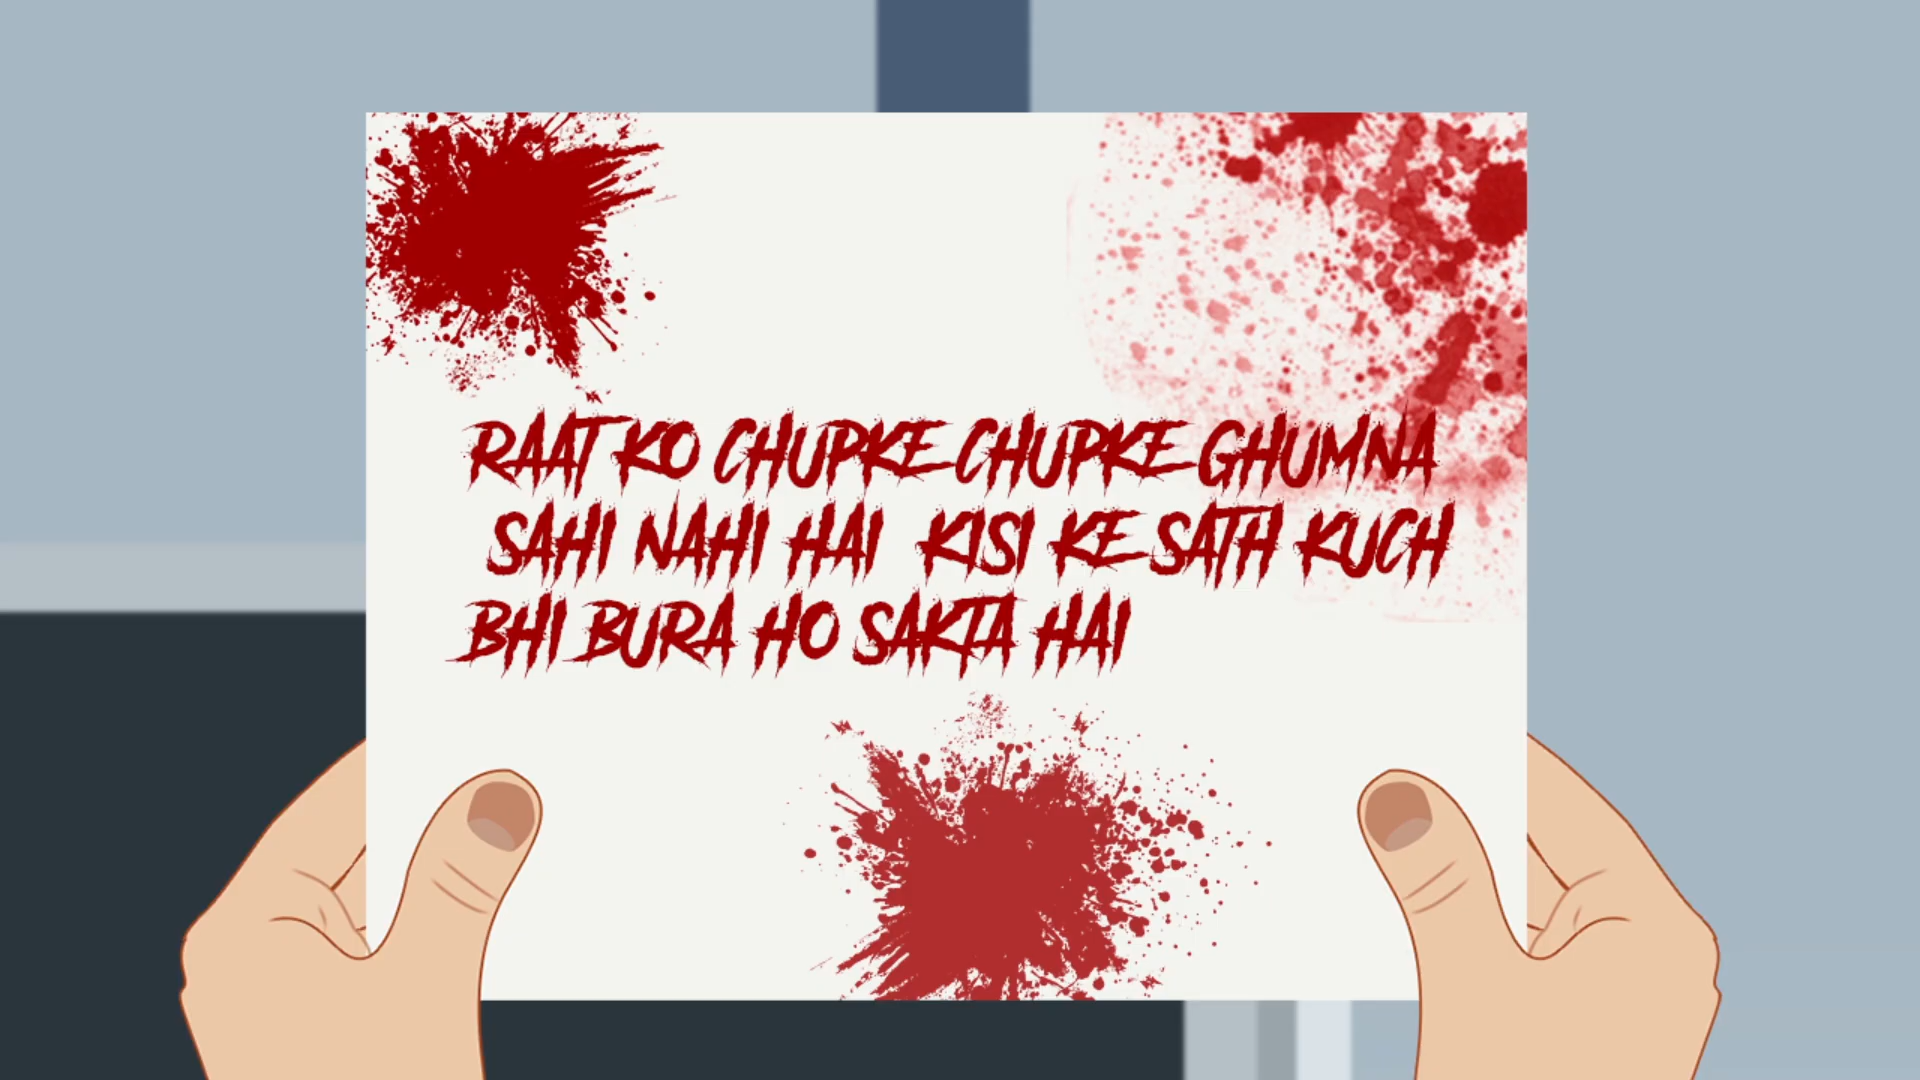 RAAT KO CHUPKE CHUPKE GHUMNA
SAHI NAHI HAI KISI KE SATH KUCH
BHI BURA HO SAKTA HAI